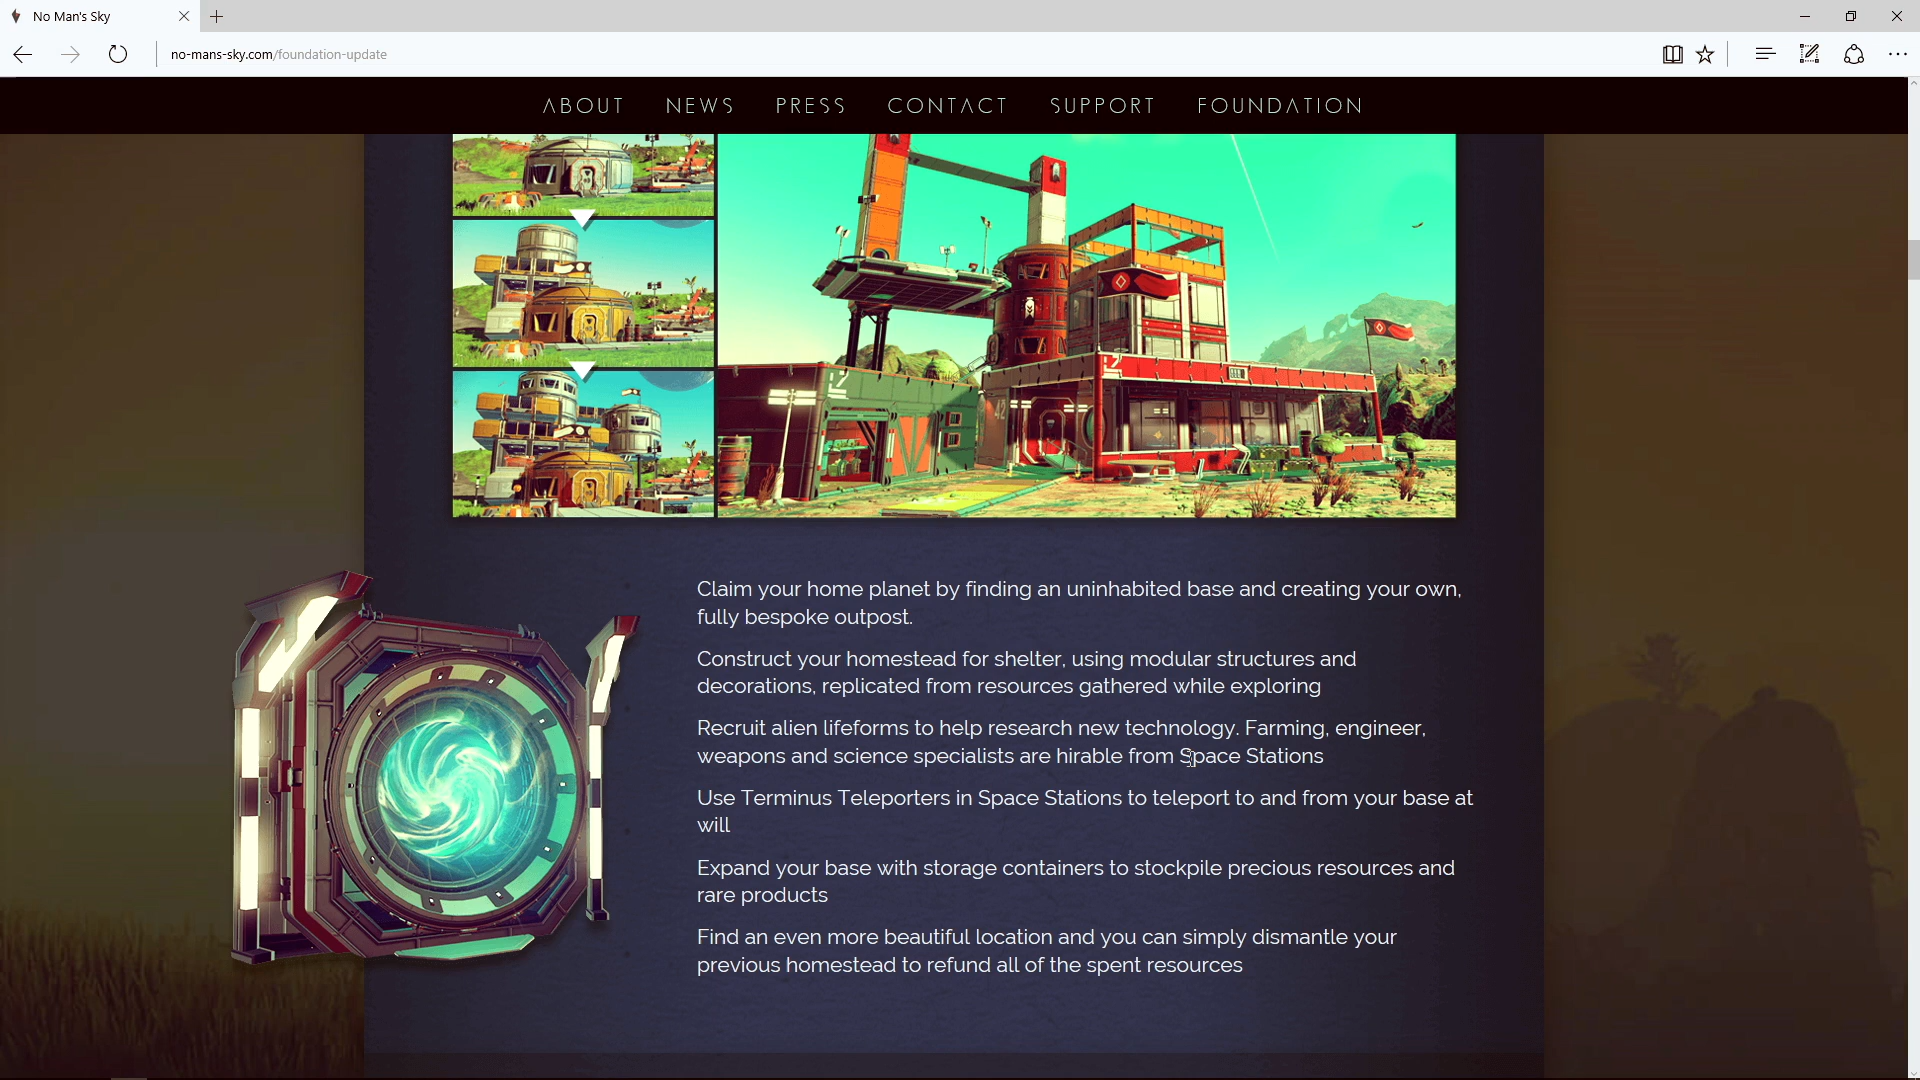 No Man's Sky
no-mans-sky.com/foundation-update
ABOUT NEWS PRESS CONTACT SUPPORT FOUNDATION
42
Claim your home planet by finding an uninhabited base and creating your own,
fully bespoke outpost.
Construct your homestead for shelter, using modular structures and
decorations, replicated from resources gathered while exploring
Recruit alien lifeforms to help research new technology. Farming, engineer,
weapons and science specialists are hirable from Space Stations
Use Terminus Teleporters in Space Stations to teleport to and from your base at
will
Expand your base with storage containers to stockpile precious resources and
rare products
Find an even more beautiful location and you can simply dismantle your
previous homestead to refund all of the spent resources